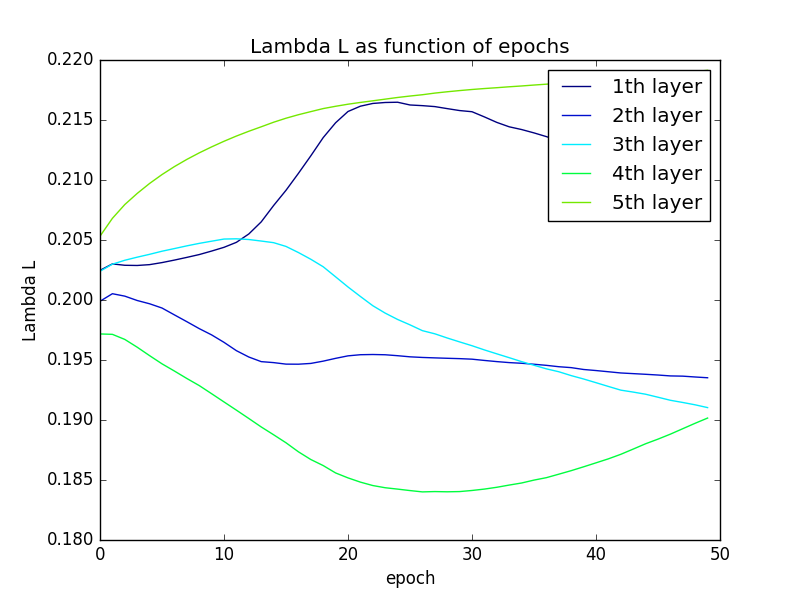 Lambda L as function of epochs
0.220
0.215
0.210
0.205
0.200
0.195
0.190
0.185
0.180
Lambda L
1th layer
2th layer
3th layer
4th layer
5th layer
0 10 20 30 40 50
epoch